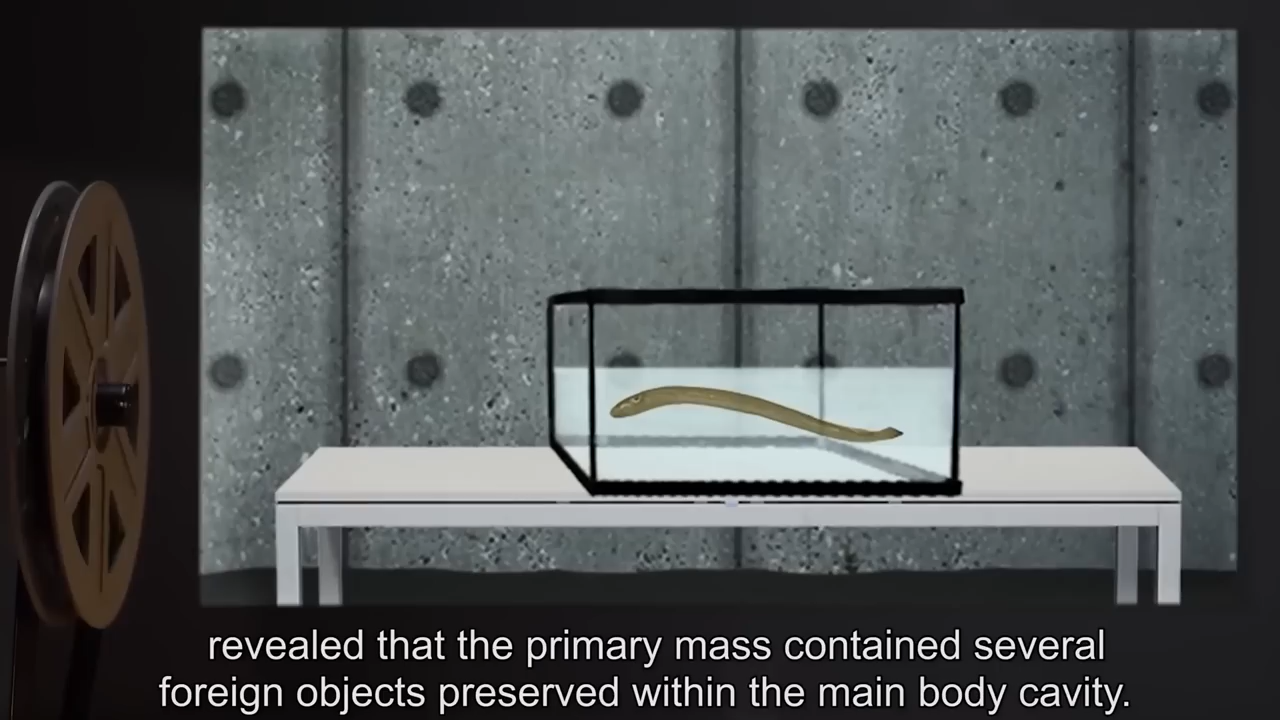 revealed that the primary mass contained several
foreign objects preserved within the main body cavity.